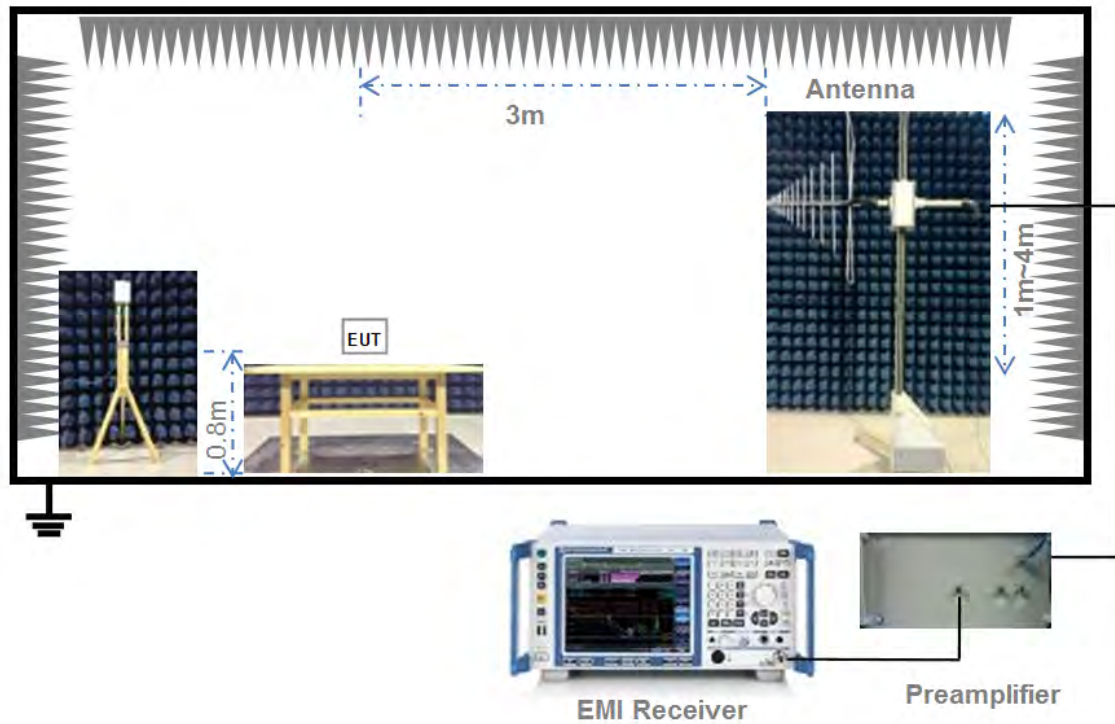 Antenna
3m
1m~4m
EUT
0.8m
EMI Receiver
Preamplifier